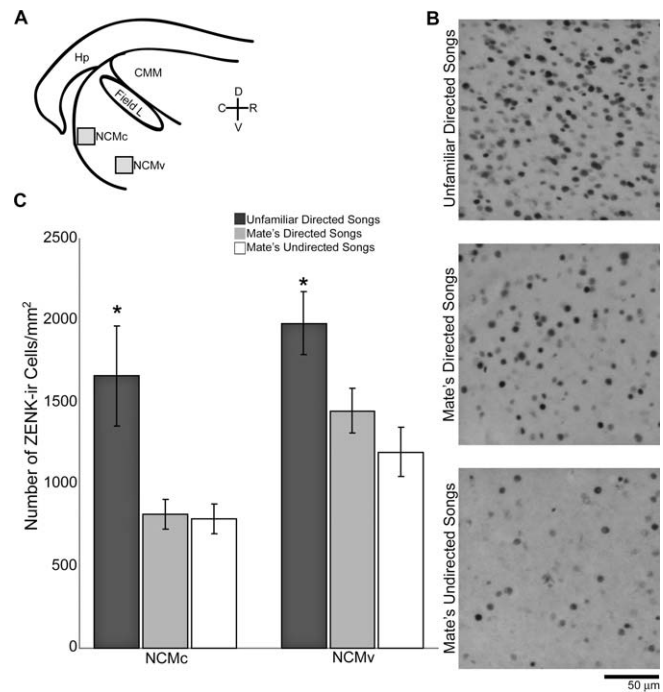 A
Hp
CMM
Field L
D
C
R
V
NCMc
NCMv
B
Unfamiliar Directed Songs
Mate's Directed Songs
Mate's Undirected Songs
50 μm
C
Unfamiliar Directed Songs
Mate's Directed Songs
Mate's Undirected Songs
Number of ZENK-ir Cells/mm²
2500
2000
1500
1000
500
0
*
*
NCMc
NCMv